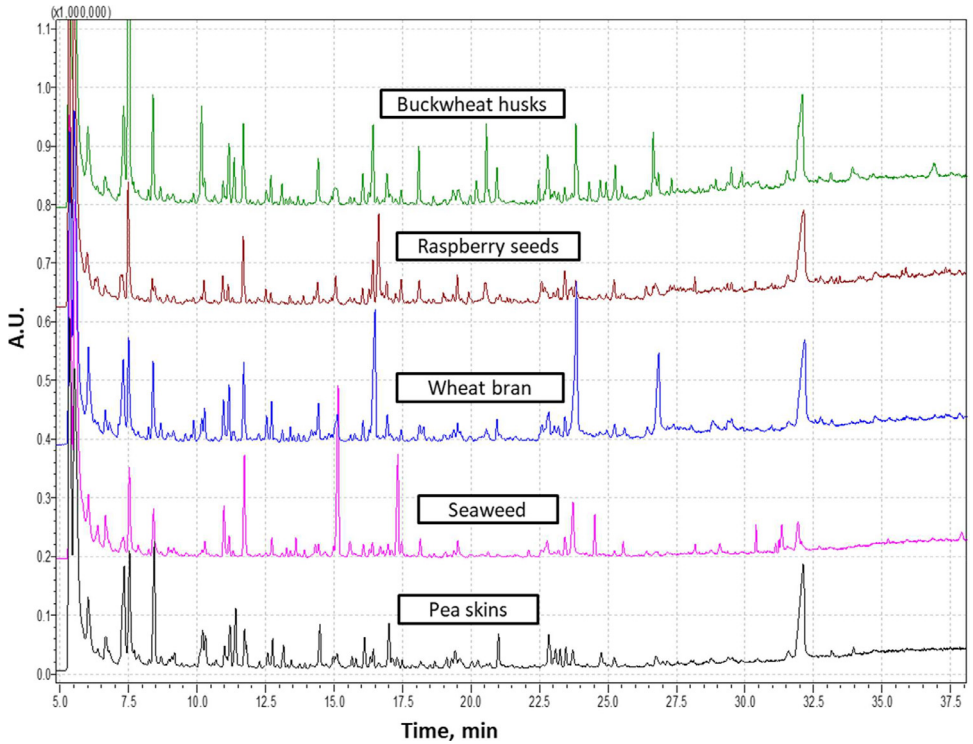 (x1,000,000)
1.1
1.0
Buckwheat husks
0.9
0.8
Raspberry seeds
0.7
A.U.
0.6
0.5
Wheat bran
0.4
0.3
Seaweed
0.2
Pea skins
0.1
0.0
5.0 7.5 10.0 12.5 15.0 17.5 20.0 22.5 25.0 27.5 30.0 32.5 35.0 37.5
Time, min